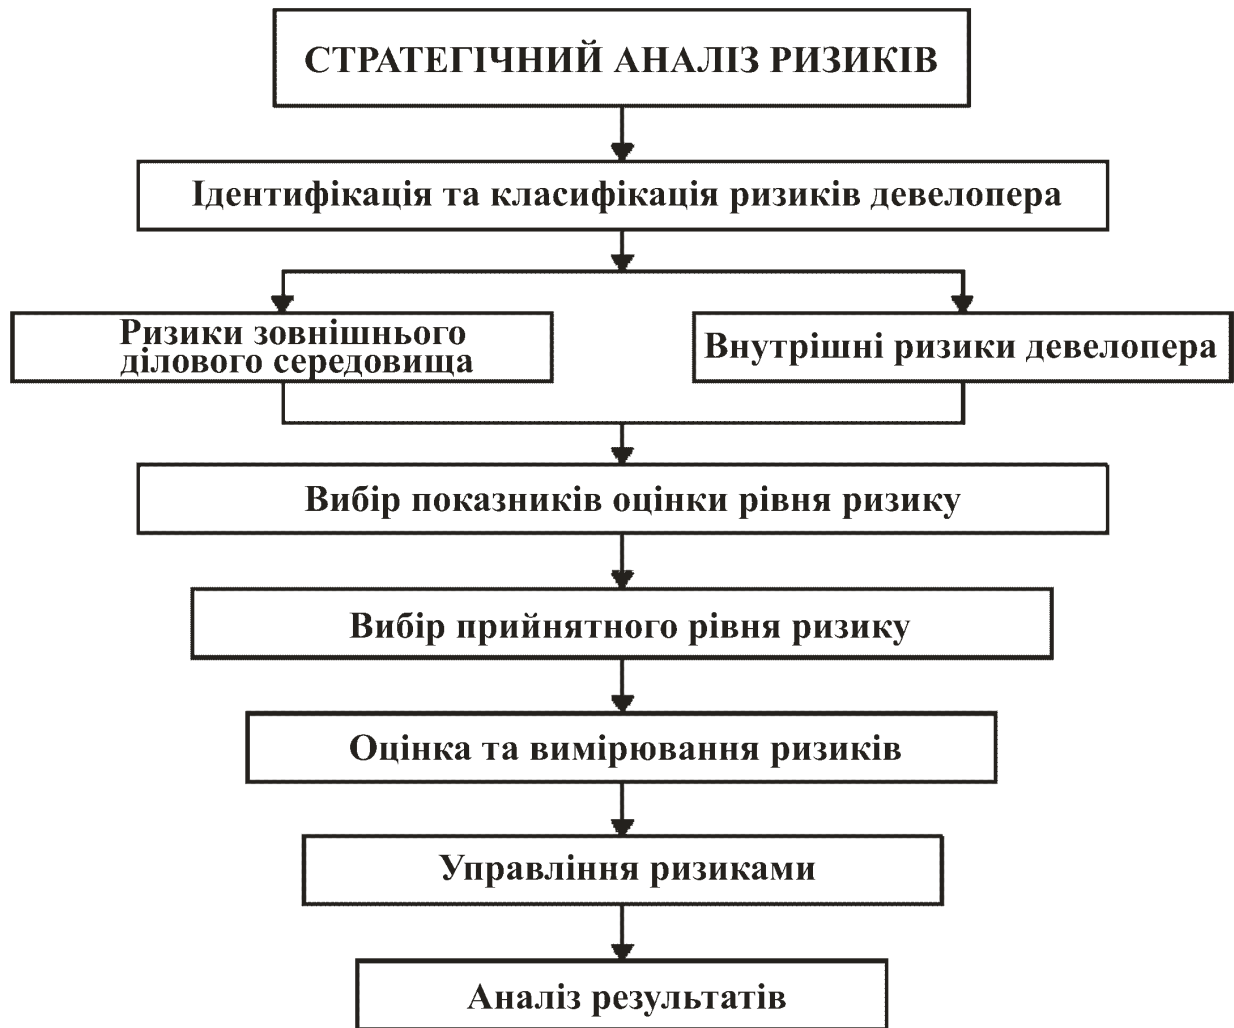 СТРАТЕГІЧНИЙ АНАЛІЗ РИЗИКІВ
Ідентифікація та класифікація ризиків девелопера
Ризики зовнішнього
ділового середовища
Внутрішні ризики девелопера
Вибір показників оцінки рівня ризику
Вибір прийнятного рівня ризику
Оцінка та вимірювання ризиків
Управління ризиками
Аналіз результатів